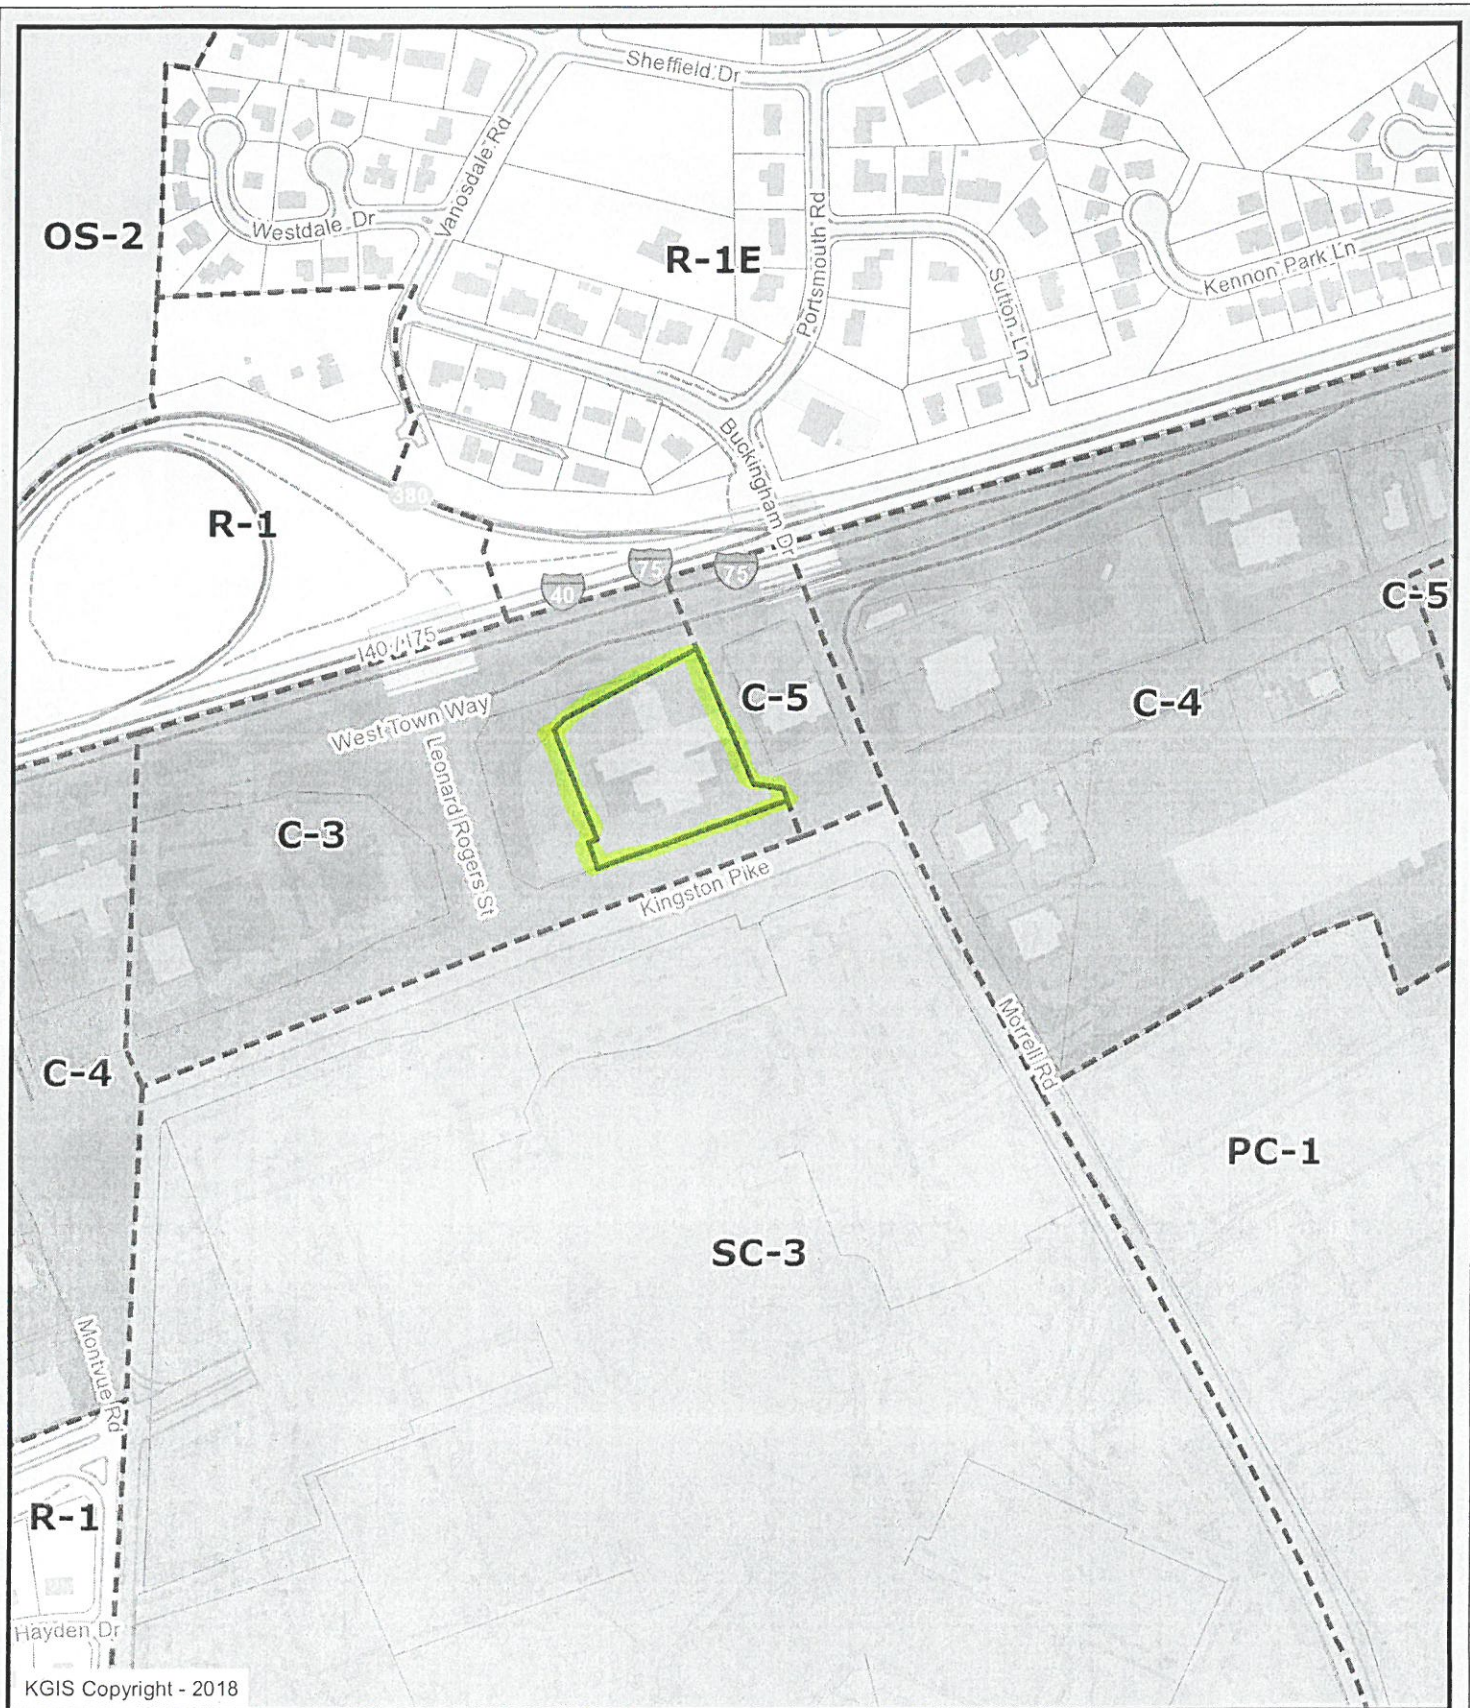 Sheffield Dr
Vanosdale Rd
Westdale Dr
OS-2
R-1E
Portsmouth Rd
Sutton Ln
Kennon Park Ln
Buckingham Dr
380
R-1
75
75
40
I40 / I75
C-5
C-5
C-4
West Town Way
Leonard Rogers St
C-3
Kingston Pike
Morrell Rd
C-4
PC-1
SC-3
Montvue Rd
R-1
Hayden Dr
KGIS Copyright - 2018